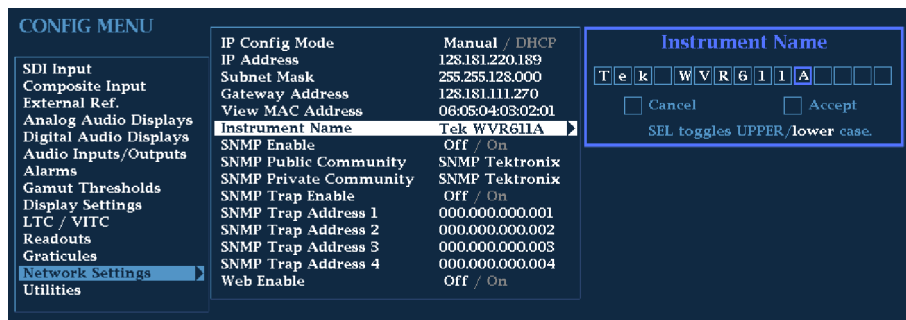 CONFIG MENU
SDI Input
Composite Input
External Ref.
Analog Audio Displays
Digital Audio Displays
Audio Inputs/Outputs
Alarms
Gamut Thresholds
Display Settings
LTC / VITC
Readouts
Graticules
Network Settings
Utilities
IP Config Mode Manual / DHCP
IP Address 128.181.220.189
Subnet Mask 255.255.128.000
Gateway Address 128.181.111.270
View MAC Address 06:05:04:03:02:01
Instrument Name Tek WVR611A
SNMP Enable Off / On
SNMP Public Community SNMP Tektronix
SNMP Private Community SNMP Tektronix
SNMP Trap Enable Off / On
SNMP Trap Address 1 000.000.000.001
SNMP Trap Address 2 000.000.000.002
SNMP Trap Address 3 000.000.000.003
SNMP Trap Address 4 000.000.000.004
Web Enable Off / On
Instrument Name
Tek WVR611A
Cancel Accept
SEL toggles UPPER/lower case.